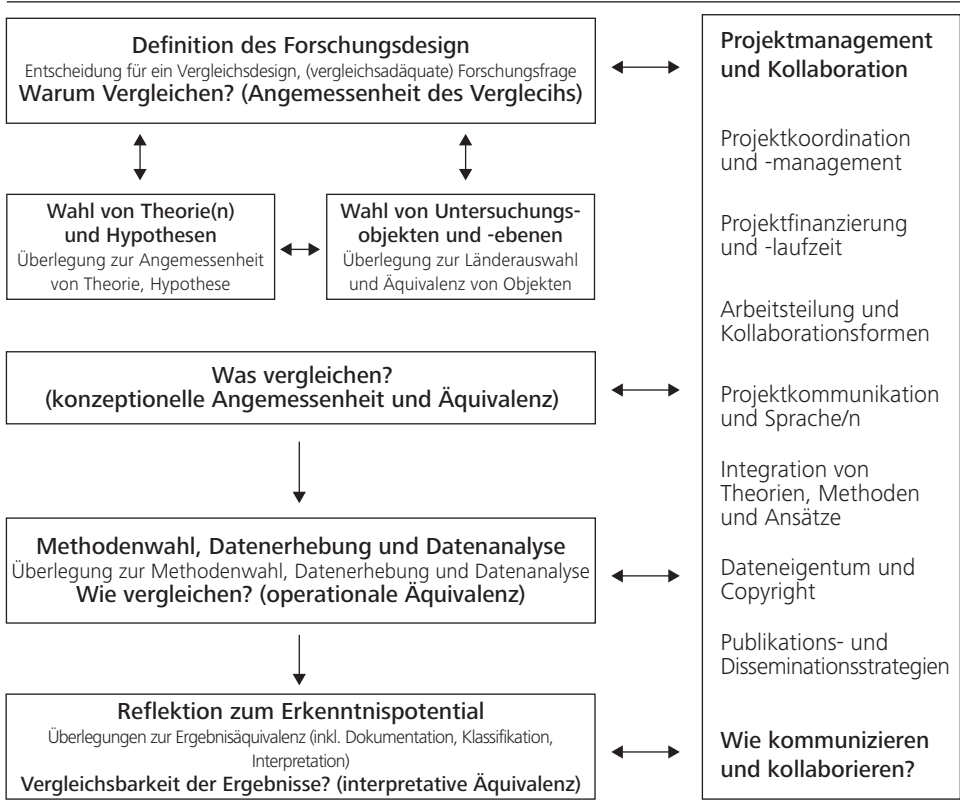 Definition des Forschungsdesign
Entscheidung für ein Vergleichsdesign, (vergleichsadäquate) Forschungsfrage
Warum Vergleichen? (Angemessenheit des Verglecihs)
Wahl von Theorie(n)
und Hypothesen
Überlegung zur Angemessenheit
von Theorie, Hypothese
Wahl von Untersuchungs-
objekten und -ebenen
Überlegung zur Länderauswahl
und Äquivalenz von Objekten
Was vergleichen?
(konzeptionelle Angemessenheit und Äquivalenz)
Methodenwahl, Datenerhebung und Datenanalyse
Überlegung zur Methodenwahl, Datenerhebung und Datenanalyse
Wie vergleichen? (operationale Äquivalenz)
Reflektion zum Erkenntnispotential
Überlegungen zur Ergebnisäquivalenz (inkl. Dokumentation, Klassifikation,
Interpretation)
Vergleichsbarkeit der Ergebnisse? (interpretative Äquivalenz)
Projektmanagement
und Kollaboration
Projektkoordination
und -management
Projektfinanzierung
und -laufzeit
Arbeitsteilung und
Kollaborationsformen
Projektkommunikation
und Sprache/n
Integration von
Theorien, Methoden
und Ansätze
Dateneigentum und
Copyright
Publikations- und
Disseminationsstrategien
Wie kommunizieren
und kollaborieren?